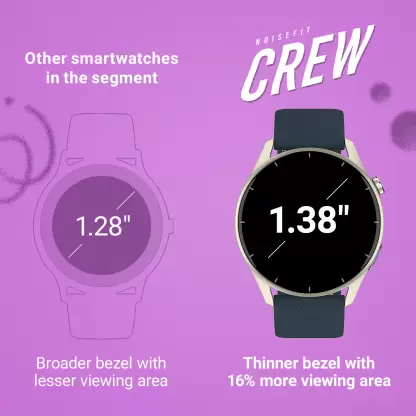 Other smartwatches
in the segment
NOISEFIT
CREW
1.28"
1.38"
Broader bezel with
lesser viewing area
Thinner bezel with
16% more viewing area